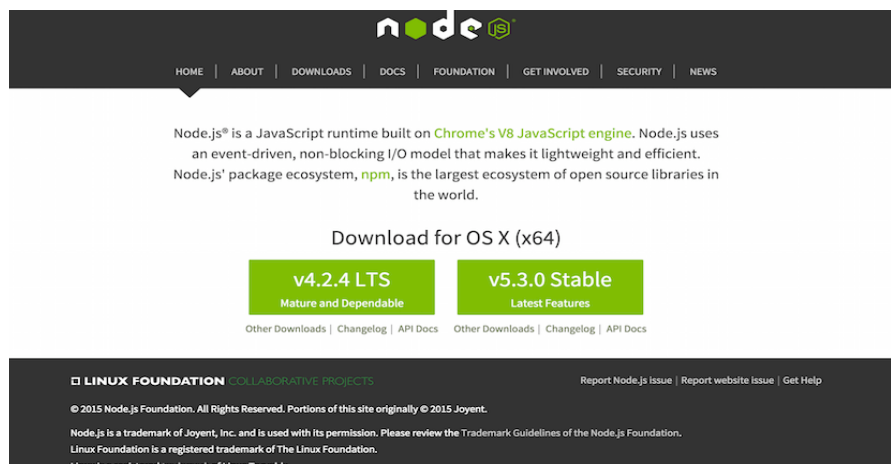 node JS
HOME | ABOUT | DOWNLOADS | DOCS | FOUNDATION | GET INVOLVED | SECURITY | NEWS
Node.js® is a JavaScript runtime built on Chrome's V8 JavaScript engine. Node.js uses
an event-driven, non-blocking I/O model that makes it lightweight and efficient.
Node.js' package ecosystem, npm, is the largest ecosystem of open source libraries in
the world.
Download for OS X (x64)
v4.2.4 LTS
Mature and Dependable
Other Downloads | Changelog | API Docs
v5.3.0 Stable
Latest Features
Other Downloads | Changelog | API Docs
LINUX FOUNDATION COLLABORATIVE PROJECTS
Report Node.js issue | Report website issue | Get Help
© 2015 Node.js Foundation. All Rights Reserved. Portions of this site originally © 2015 Joyent.
Node.js is a trademark of Joyent, Inc. and is used with its permission. Please review the Trademark Guidelines of the Node.js Foundation.
Linux Foundation is a registered trademark of The Linux Foundation.